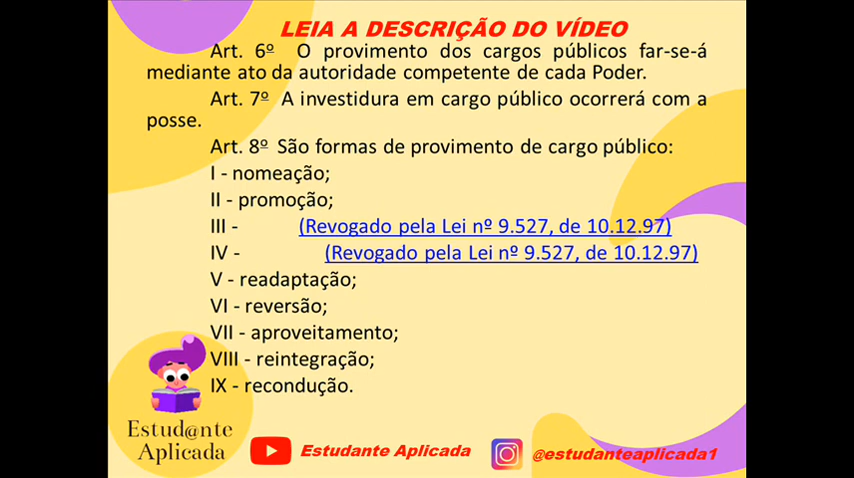 LEIA A DESCRIÇÃO DO VÍDEO
Art. 6º O provimento dos cargos públicos far-se-á
mediante ato da autoridade competente de cada Poder.
Art. 7º A investidura em cargo público ocorrerá com a
posse.
Art. 8º São formas de provimento de cargo público:
I - nomeação;
II - promoção;
III - (Revogado pela Lei nº 9.527, de 10.12.97)
IV - (Revogado pela Lei nº 9.527, de 10.12.97)
V - readaptação;
VI - reversão;
VII - aproveitamento;
VIII - reintegração;
IX - recondução.
Estud@nte
Aplicada
Estudante Aplicada
@estudanteaplicada1